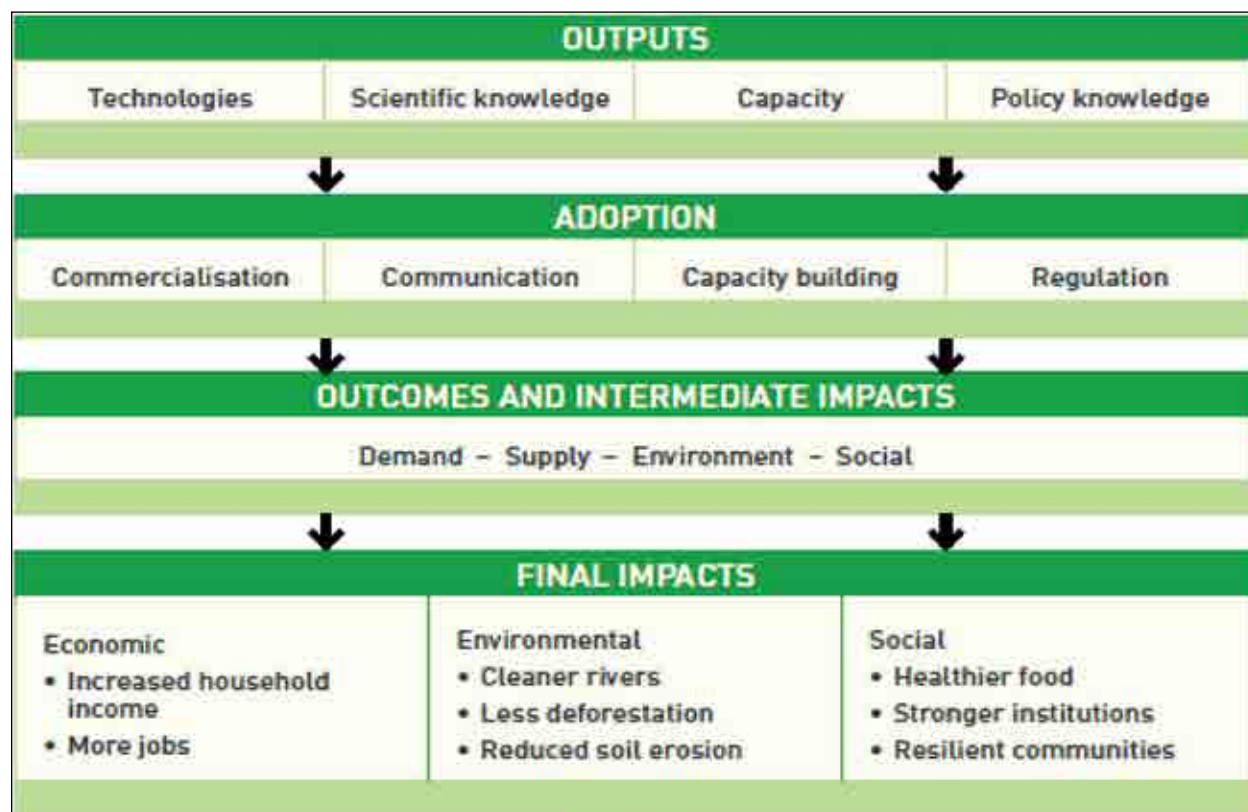 OUTPUTS
Technologies
Scientific knowledge
Capacity
Policy knowledge
ADOPTION
Commercialisation
Communication
Capacity building
Regulation
OUTCOMES AND INTERMEDIATE IMPACTS
Demand – Supply – Environment – Social
FINAL IMPACTS
Economic
• Increased household
income
• More jobs
Environmental
• Cleaner rivers
• Less deforestation
• Reduced soil erosion
Social
• Healthier food
• Stronger institutions
• Resilient communities